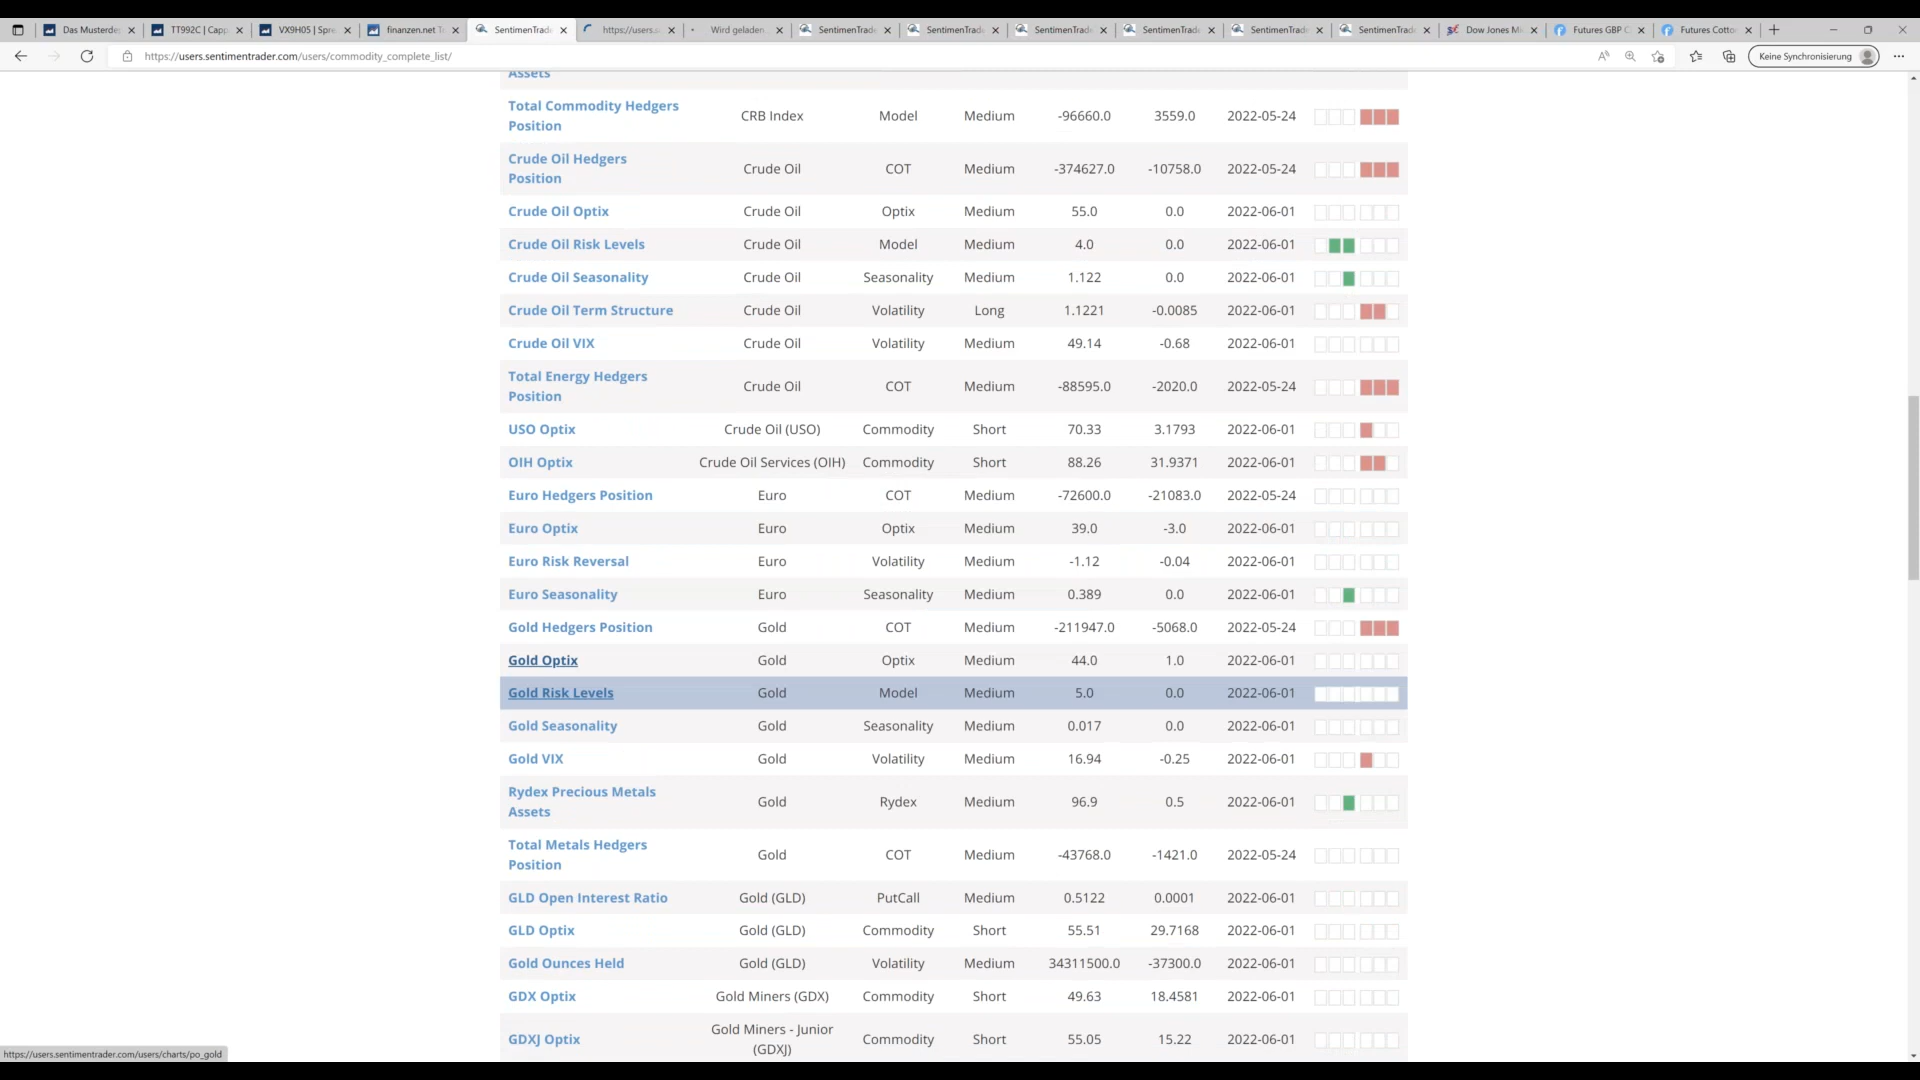 Das Musterde
TT992C | Capp
VX9H05 | Spre
finanzen.net T
SentimenTrade
https://users.s
Wird geladen
SentimenTrade
SentimenTrade
SentimenTrade
SentimenTrade
SentimenTrade
SentimenTrade
Dow Jones M
Futures GBP C
Futures Cotto
https://users.sentimentrader.com/users/commodity_complete_list/
Keine Synchronisierung
Assets
Total Commodity Hedgers Position CRB Index Model Medium -96660.0 3559.0 2022-05-24
Crude Oil Hedgers Position Crude Oil COT Medium -374627.0 -10758.0 2022-05-24
Crude Oil Optix Crude Oil Optix Medium 55.0 0.0 2022-06-01
Crude Oil Risk Levels Crude Oil Model Medium 4.0 0.0 2022-06-01
Crude Oil Seasonality Crude Oil Seasonality Medium 1.122 0.0 2022-06-01
Crude Oil Term Structure Crude Oil Volatility Long 1.1221 -0.0085 2022-06-01
Crude Oil VIX Crude Oil Volatility Medium 49.14 -0.68 2022-06-01
Total Energy Hedgers Position Crude Oil COT Medium -88595.0 -2020.0 2022-05-24
USO Optix Crude Oil (USO) Commodity Short 70.33 3.1793 2022-06-01
OIH Optix Crude Oil Services (OIH) Commodity Short 88.26 31.9371 2022-06-01
Euro Hedgers Position Euro COT Medium -72600.0 -21083.0 2022-05-24
Euro Optix Euro Optix Medium 39.0 -3.0 2022-06-01
Euro Risk Reversal Euro Volatility Medium -1.12 -0.04 2022-06-01
Euro Seasonality Euro Seasonality Medium 0.389 0.0 2022-06-01
Gold Hedgers Position Gold COT Medium -211947.0 -5068.0 2022-05-24
Gold Optix Gold Optix Medium 44.0 1.0 2022-06-01
Gold Risk Levels Gold Model Medium 5.0 0.0 2022-06-01
Gold Seasonality Gold Seasonality Medium 0.017 0.0 2022-06-01
Gold VIX Gold Volatility Medium 16.94 -0.25 2022-06-01
Rydex Precious Metals Assets Gold Rydex Medium 96.9 0.5 2022-06-01
Total Metals Hedgers Position Gold COT Medium -43768.0 -1421.0 2022-05-24
GLD Open Interest Ratio Gold (GLD) PutCall Medium 0.5122 0.0001 2022-06-01
GLD Optix Gold (GLD) Commodity Short 55.51 29.7168 2022-06-01
Gold Ounces Held Gold (GLD) Volatility Medium 34311500.0 -37300.0 2022-06-01
GDX Optix Gold Miners (GDX) Commodity Short 49.63 18.4581 2022-06-01
GDXJ Optix Gold Miners - Junior (GDXJ) Commodity Short 55.05 15.22 2022-06-01
https://users.sentimentrader.com/users/charts/po_gold